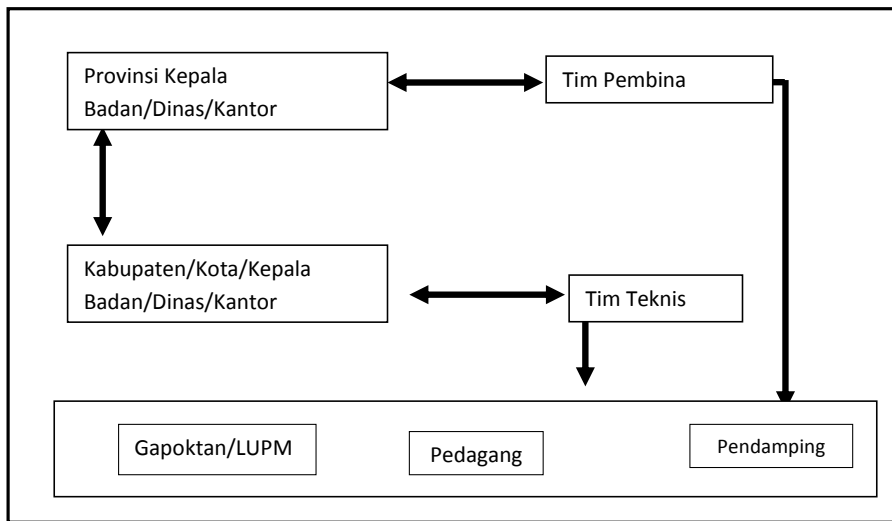 Provinsi Kepala
Badan/Dinas/Kantor
Tim Pembina
Kabupaten/Kota/Kepala
Badan/Dinas/Kantor
Tim Teknis
Gapoktan/LUPM
Pedagang
Pendamping